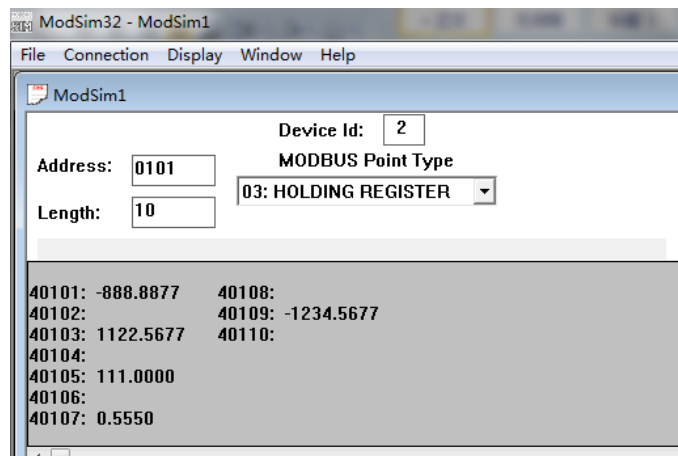 ModSim32 - ModSim1
File Connection Display Window Help
ModSim1
Device Id: 2
Address: 0101
MODBUS Point Type
03: HOLDING REGISTER
Length: 10
40101: -888.8877 40108:
40102: 40109: -1234.5677
40103: 1122.5677 40110:
40104:
40105: 111.0000
40106:
40107: 0.5550